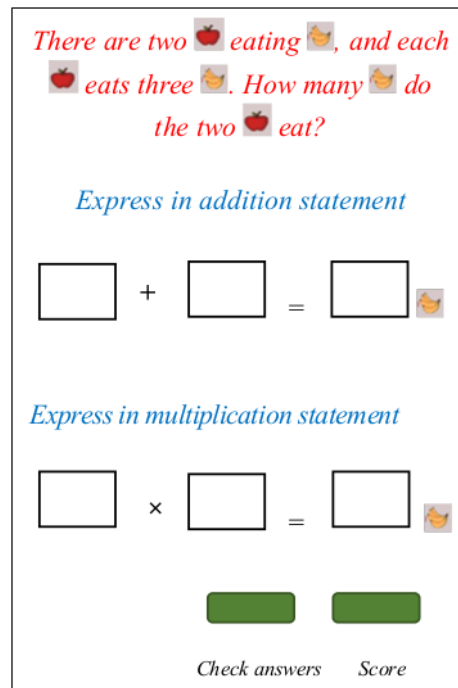 There are two eating , and each
eats three . How many do
the two eat?
Express in addition statement
+ =
Express in multiplication statement
× =
Check answers Score